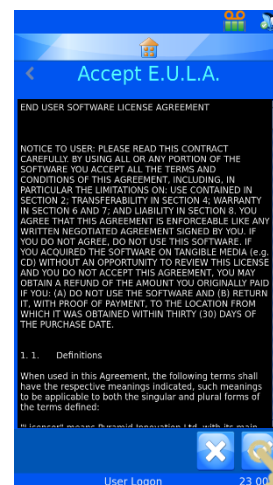 Accept E.U.L.A.
END USER SOFTWARE LICENSE AGREEMENT
NOTICE TO USER: PLEASE READ THIS CONTRACT
CAREFULLY. BY USING ALL OR ANY PORTION OF THE
SOFTWARE YOU ACCEPT ALL THE TERMS AND
CONDITIONS OF THIS AGREEMENT, INCLUDING, IN
PARTICULAR THE LIMITATIONS ON: USE CONTAINED IN
SECTION 2; TRANSFERABILITY IN SECTION 4; WARRANTY
IN SECTION 6 AND 7; AND LIABILITY IN SECTION 8. YOU
AGREE THAT THIS AGREEMENT IS ENFORCEABLE LIKE ANY
WRITTEN NEGOTIATED AGREEMENT SIGNED BY YOU. IF
YOU DO NOT AGREE, DO NOT USE THIS SOFTWARE. IF
YOU ACQUIRED THE SOFTWARE ON TANGIBLE MEDIA (e.g.
CD) WITHOUT AN OPPORTUNITY TO REVIEW THIS LICENSE
AND YOU DO NOT ACCEPT THIS AGREEMENT, YOU MAY
OBTAIN A REFUND OF THE AMOUNT YOU ORIGINALLY PAID
IF YOU: (A) DO NOT USE THE SOFTWARE AND (B) RETURN
IT, WITH PROOF OF PAYMENT, TO THE LOCATION FROM
WHICH IT WAS OBTAINED WITHIN THIRTY (30) DAYS OF
THE PURCHASE DATE.
1. 1. Definitions
When used in this Agreement, the following terms shall
have the respective meanings indicated, such meanings
to be applicable to both the singular and plural forms of
the terms defined:
"Licensor" means Pyramid Innovation Ltd, with its main
User Logon
23 00